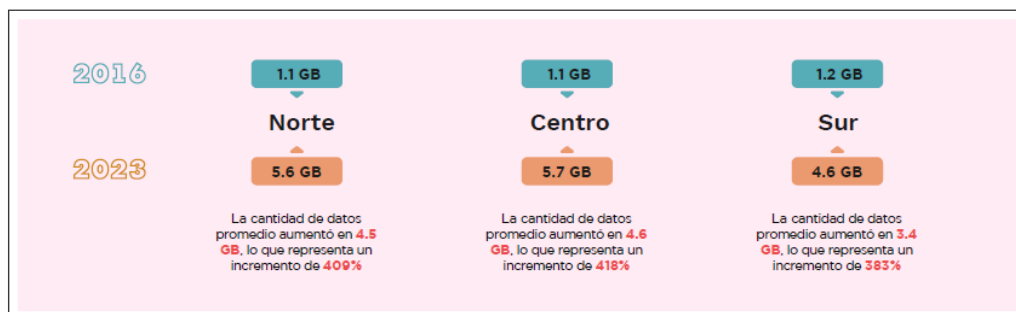 2016
1.1 GB
1.1 GB
1.2 GB
Norte
Centro
Sur
2023
5.6 GB
5.7 GB
4.6 GB
La cantidad de datos
promedio aumentó en 4.5
GB, lo que representa un
incremento de 409%
La cantidad de datos
promedio aumentó en 4.6
GB, lo que representa un
incremento de 418%
La cantidad de datos
promedio aumentó en 3.4
GB, lo que representa un
incremento de 383%